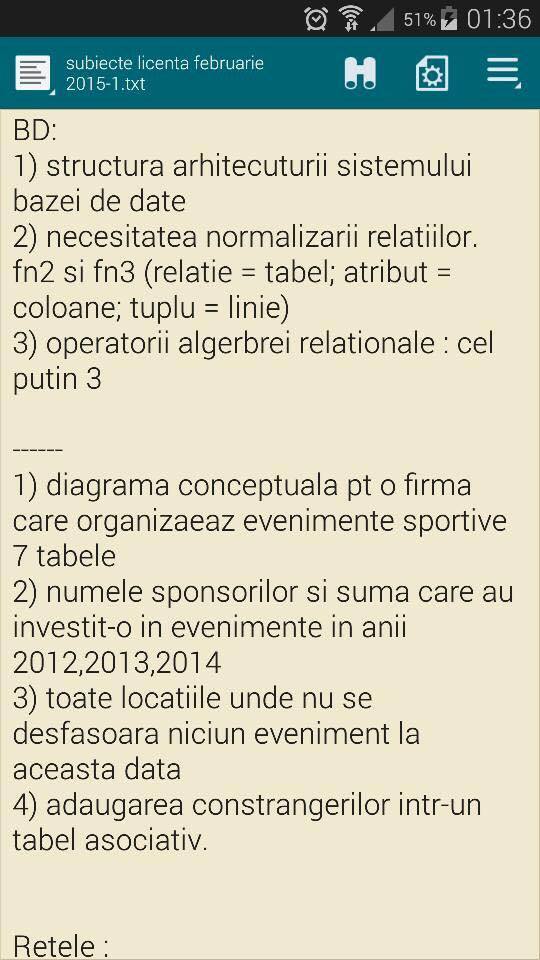 51% 01:36
subiecte licenta februarie
2015-1.txt
BD:
1) structura arhitecuturii sistemului
bazei de date
2) necesitatea normalizarii relatiilor.
fn2 si fn3 (relatie = tabel; atribut =
coloane; tuplu = linie)
3) operatorii algerbrei relationale : cel
putin 3
------
1) diagrama conceptuala pt o firma
care organizaeaz evenimente sportive
7 tabele
2) numele sponsorilor si suma care au
investit-o in evenimente in anii
2012,2013,2014
3) toate locatiile unde nu se
desfasoara niciun eveniment la
aceasta data
4) adaugarea constrangerilor intr-un
tabel asociativ.
Retele :